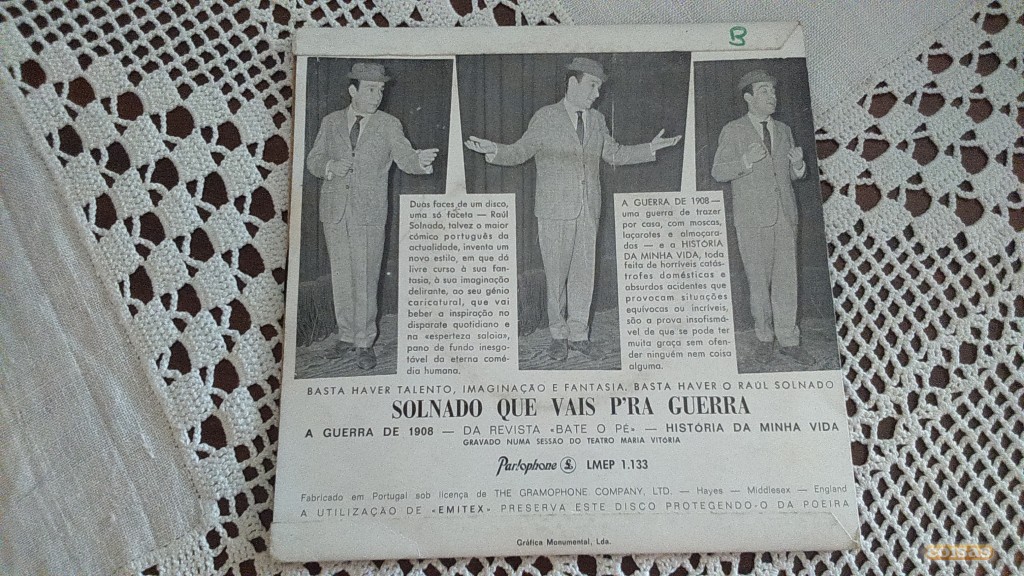 B
Duas faces de um disco,
uma só faceta — Raúl
Solnado, talvez o maior
cómico português da
actualidade, inventa um
novo estilo, em que dá
livre curso à sua fan-
tasia, à sua imaginação
delirante, ao seu génio
caricatural, que vai
beber a inspiração no
disparate quotidiano e
na «esperteza saloia»,
pano de fundo inesgo-
tável da eterna comé-
dia humana.
A GUERRA DE 1908 —
uma guerra de trazer
por casa, com moscas,
laçarotes e almoçara-
das — e a HISTÓRIA
DA MINHA VIDA, toda
feita de horríveis catás-
trofes domésticas e
absurdos acidentes que
provocam situações
equívocas ou incríveis,
são a prova insofismá-
vel de que se pode ter
muita graça sem ofen-
der ninguém nem coisa
alguma.
BASTA HAVER TALENTO, IMAGINAÇÃO E FANTASIA. BASTA HAVER O RAÚL SOLNADO
SOLNADO QUE VAIS P'RA GUERRA
A GUERRA DE 1908 — DA REVISTA «BATE O PÉ» — HISTÓRIA DA MINHA VIDA
GRAVADO NUMA SESSÃO DO TEATRO MARIA VITÓRIA
Parlophone £ LMEP 1.133
Fabricado em Portugal sob licença de THE GRAMOPHONE COMPANY, LTD. — Hayes — Middlesex — England
A UTILIZAÇÃO DE «EMITEX» PRESERVA ESTE DISCO PROTEGENDO-O DA POEIRA
Gráfica Monumental, Lda.
coisas